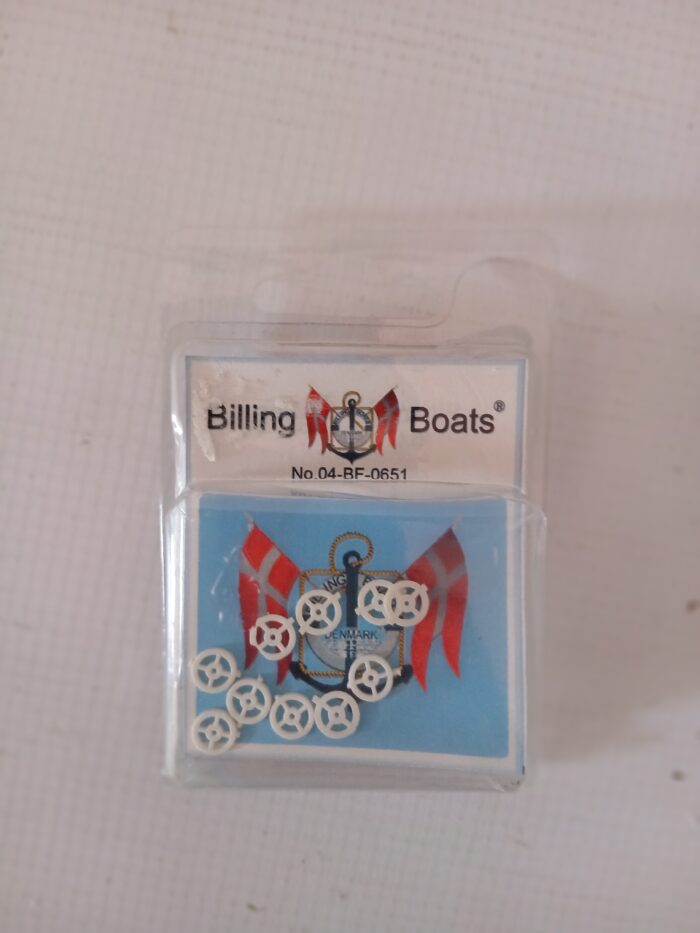 Billing Boats®
No.04-BF-0651
DENMARK